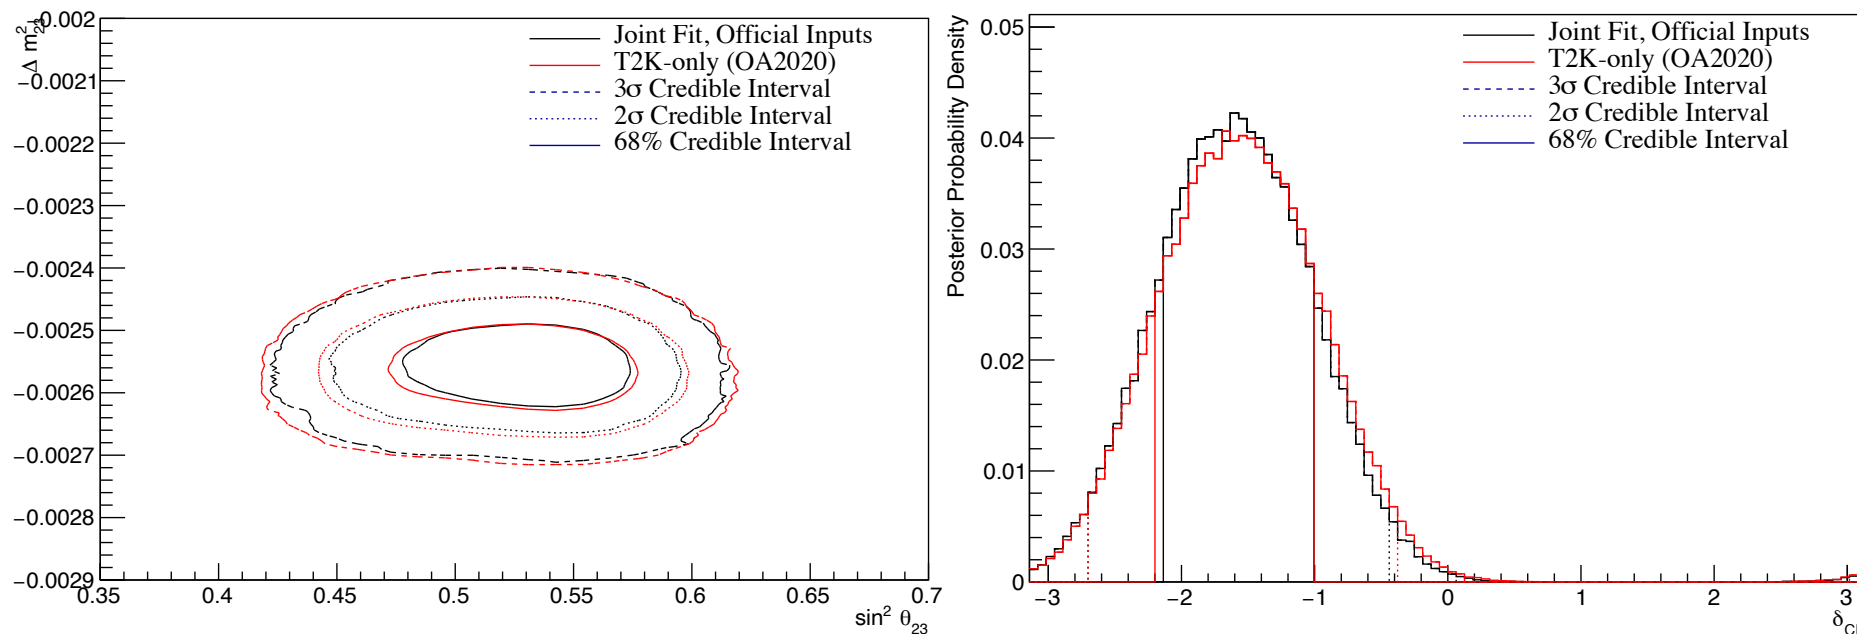 −0.002
Δ m²₂₃
−0.0021
−0.0022
−0.0023
−0.0024
−0.0025
−0.0026
−0.0027
−0.0028
−0.0029
Joint Fit, Official Inputs
T2K-only (OA2020)
3σ Credible Interval
2σ Credible Interval
68% Credible Interval
0.35 0.4 0.45 0.5 0.55 0.6 0.65 0.7
sin² θ₂₃
Posterior Probability Density
0.05
0.04
0.03
0.02
0.01
0
Joint Fit, Official Inputs
T2K-only (OA2020)
3σ Credible Interval
2σ Credible Interval
68% Credible Interval
−3 −2 −1 0 1 2 3